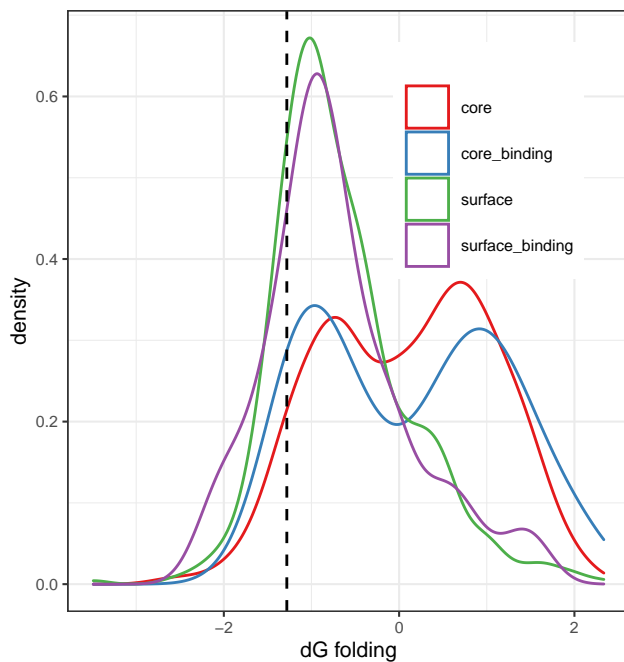 0.6
0.4
0.2
0.0
density
core
core_binding
surface
surface_binding
−2
0
2
dG folding